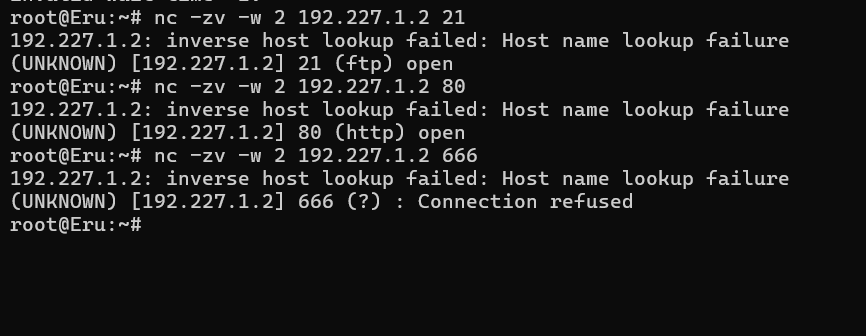 root@Eru:~# nc -zv -w 2 192.227.1.2 21
192.227.1.2: inverse host lookup failed: Host name lookup failure
(UNKNOWN) [192.227.1.2] 21 (ftp) open
root@Eru:~# nc -zv -w 2 192.227.1.2 80
192.227.1.2: inverse host lookup failed: Host name lookup failure
(UNKNOWN) [192.227.1.2] 80 (http) open
root@Eru:~# nc -zv -w 2 192.227.1.2 666
192.227.1.2: inverse host lookup failed: Host name lookup failure
(UNKNOWN) [192.227.1.2] 666 (?) : Connection refused
root@Eru:~#